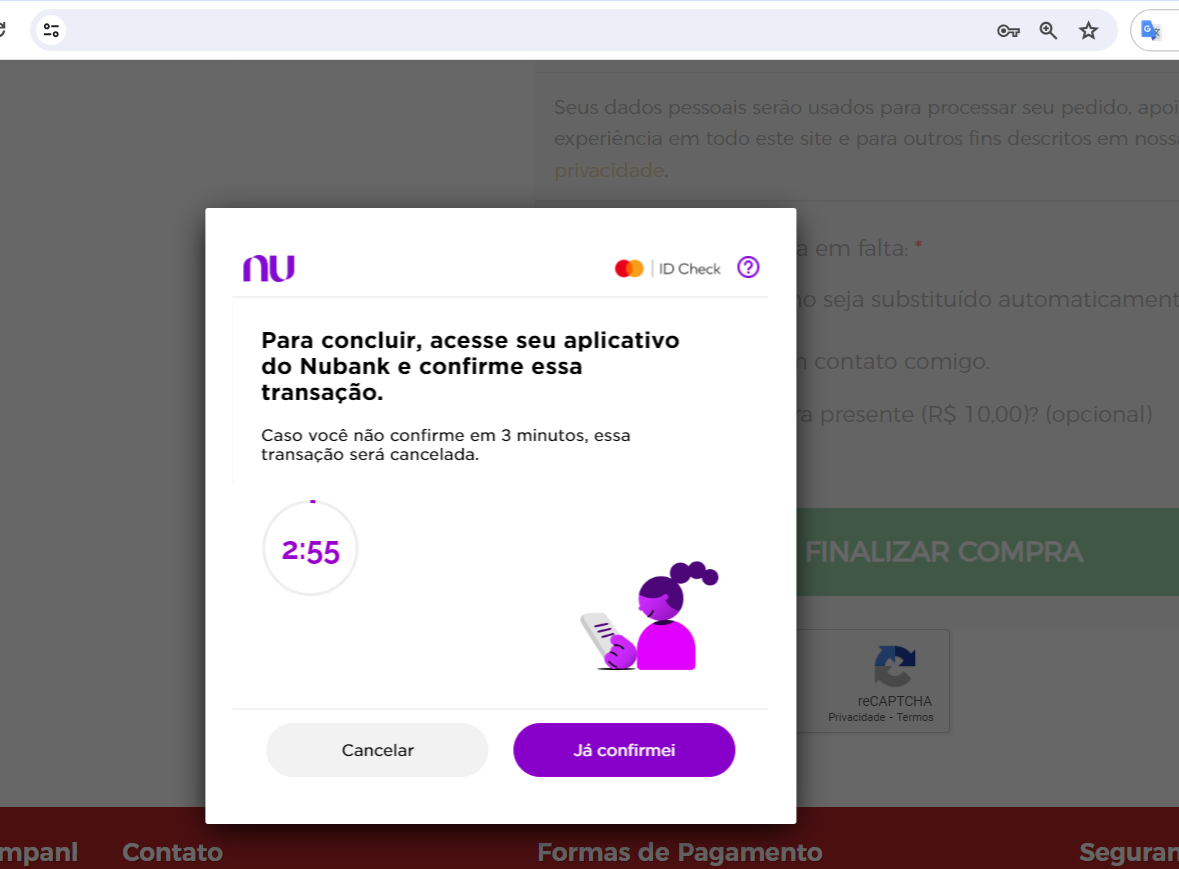 Seus dados pessoais serão usados para processar seu pedido, apoi
experiência em todo este site e para outros fins descritos em noss
privacidade.
nu
ID Check
?
a em falta: *
Para concluir, acesse seu aplicativo
do Nubank e confirme essa
transação.
o seja substituído automaticament
contato comigo.
Caso você não confirme em 3 minutos, essa
transação será cancelada.
a presente (R$ 10,00)? (opcional)
2:55
FINALIZAR COMPRA
reCAPTCHA
Privacidade - Termos
Cancelar
Já confirmei
mpanl
Contato
Formas de Pagamento
Seguran